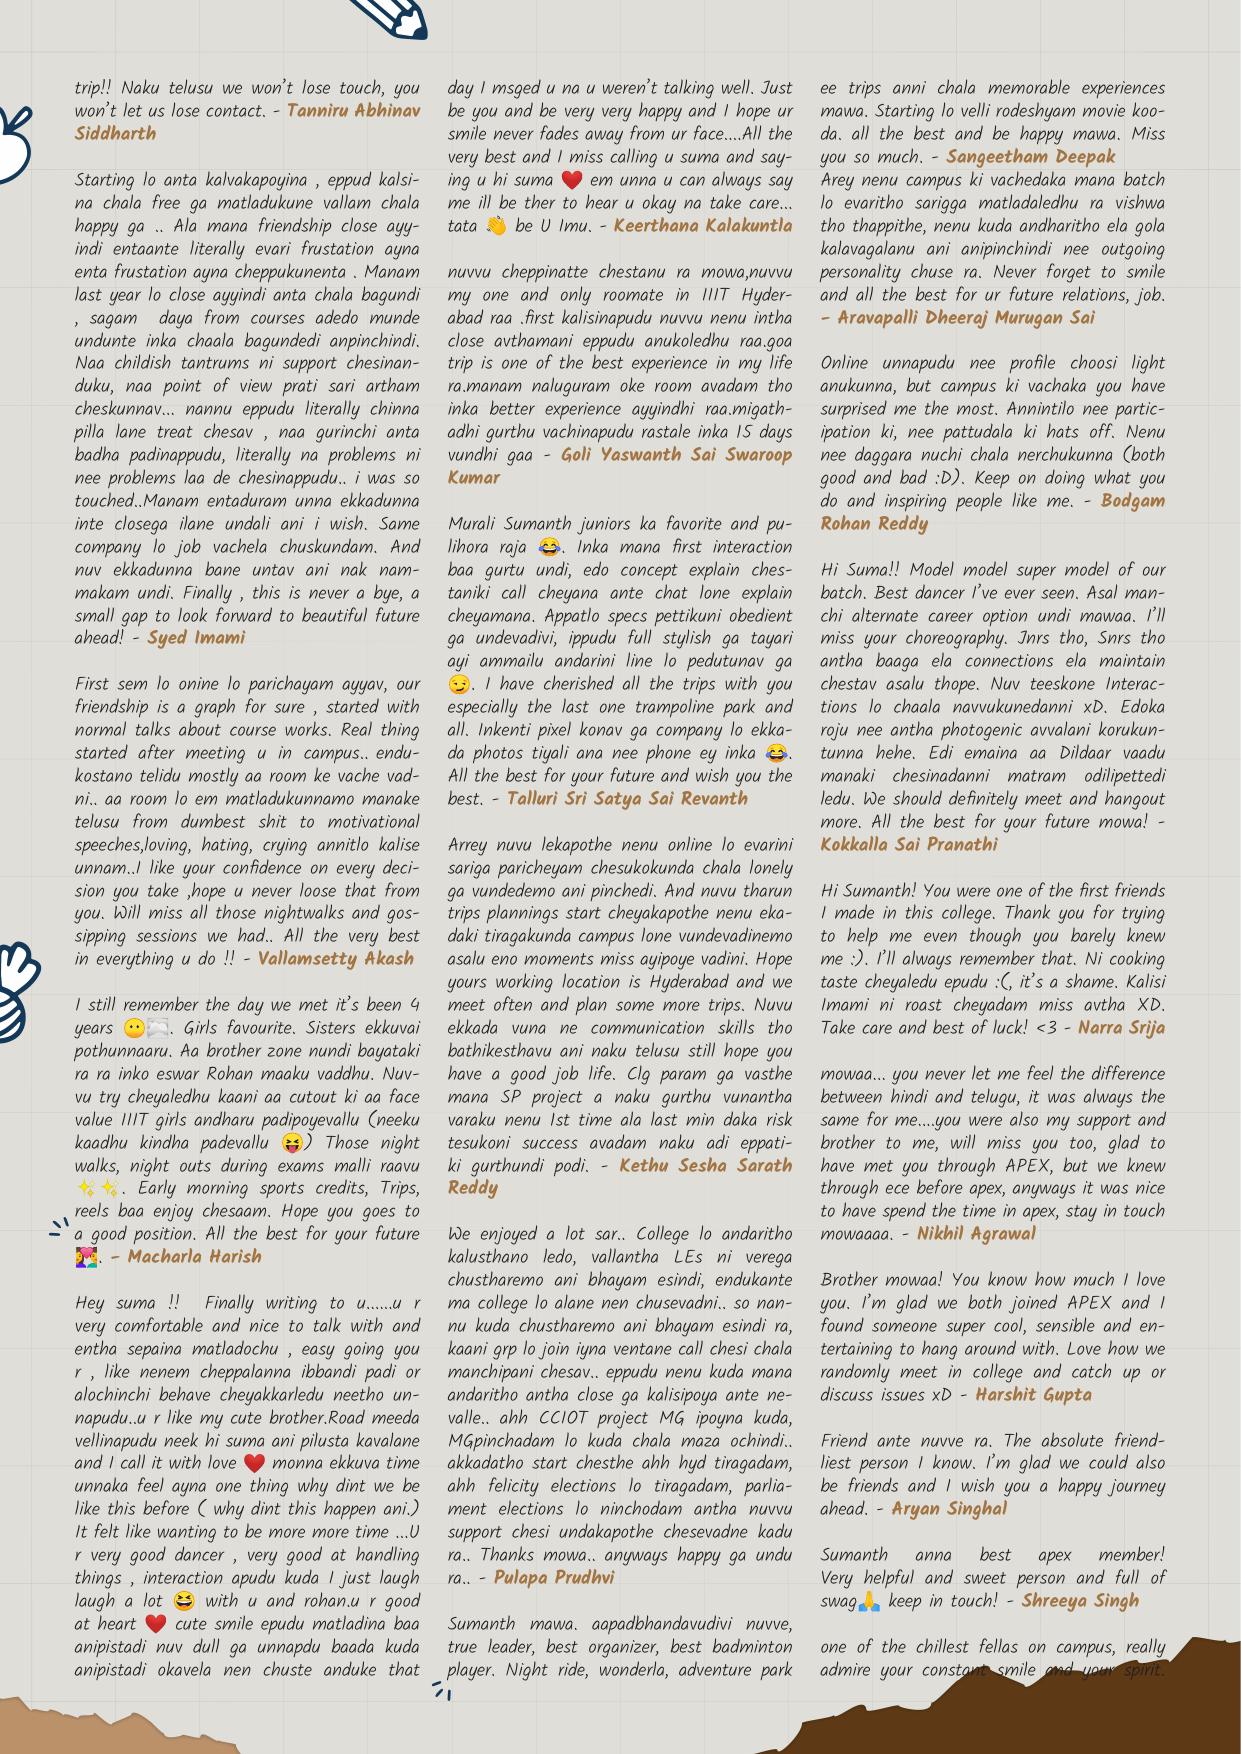 trip!! Naku telusu we won't lose touch, you
won't let us lose contact. - Tanniru Abhinav
Siddharth
Starting lo anta kalvakapoyina , eppud kalsi-
na chala free ga matladukune vallam chala
happy ga .. Ala mana friendship close ayy-
indi entaante literally evari frustation ayna
enta frustation ayna cheppukunenta . Manam
last year lo close ayyindi anta chala bagundi
, sagam daya from courses adedo munde
undunte inka chaala bagundedi anpinchindi.
Naa childish tantrums ni support chesinan-
duku, naa point of view prati sari artham
cheskunnav... nannu eppudu literally chinna
pilla lane treat chesav , naa gurinchi anta
badha padinappudu, literally na problems ni
nee problems laa de chesinappudu.. i was so
touched..Manam entaduram unna ekkadunna
inte closega ilane undali ani i wish. Same
company lo job vachela chuskundam. And
nuv ekkadunna bane untav ani nak nam-
makam undi. Finally , this is never a bye, a
small gap to look forward to beautiful future
ahead! - Syed Imami
First sem lo onine lo parichayam ayyav, our
friendship is a graph for sure , started with
normal talks about course works. Real thing
started after meeting u in campus.. endu-
kostano telidu mostly aa room ke vache vad-
ni.. aa room lo em matladukunnamo manake
telusu from dumbest shit to motivational
speeches,loving, hating, crying annitlo kalise
unnam..I like your confidence on every deci-
sion you take ,hope u never loose that from
you. Will miss all those nightwalks and gos-
sipping sessions we had.. All the very best
in everything u do !! - Vallamsetty Akash
I still remember the day we met it's been 4
years 😶🌫️. Girls favourite. Sisters ekkuvai
pothunnaaru. Aa brother zone nundi bayataki
ra ra inko eswar Rohan maaku vaddhu. Nuv-
vu try cheyaledhu kaani aa cutout ki aa face
value IIIT girls andharu padipoyevallu (neeku
kaadhu kindha padevallu 😝) Those night
walks, night outs during exams malli raavu
✨✨. Early morning sports credits, Trips,
reels baa enjoy chesaam. Hope you goes to
a good position. All the best for your future
👩‍❤️‍💋‍👨. - Macharla Harish
Hey suma !! Finally writing to u......u r
very comfortable and nice to talk with and
entha sepaina matladochu , easy going you
r , like nenem cheppalanna ibbandi padi or
alochinchi behave cheyakkarledu neetho un-
napudu..u r like my cute brother.Road meeda
vellinapudu neek hi suma ani pilusta kavalane
and I call it with love ❤️ monna ekkuva time
unnaka feel ayna one thing why dint we be
like this before ( why dint this happen ani.)
It felt like wanting to be more more time ...U
r very good dancer , very good at handling
things , interaction apudu kuda I just laugh
laugh a lot 😆 with u and rohan.u r good
at heart ❤️ cute smile epudu matladina baa
anipistadi nuv dull ga unnapdu baada kuda
anipistadi okavela nen chuste anduke that
day I msged u na u weren't talking well. Just
be you and be very very happy and I hope ur
smile never fades away from ur face....All the
very best and I miss calling u suma and say-
ing u hi suma ❤️ em unna u can always say
me ill be ther to hear u okay na take care...
tata 👏 be U Imu. - Keerthana Kalakuntla
nuvvu cheppinatte chestanu ra mowa,nuvvu
my one and only roomate in IIIT Hyder-
abad raa .first kalisinapudu nuvvu nenu intha
close avthamani eppudu anukoledhu raa.goa
trip is one of the best experience in my life
ra.manam naluguram oke room avadam tho
inka better experience ayyindhi raa.migath-
adhi gurthu vachinapudu rastale inka 15 days
vundhi gaa - Goli Yaswanth Sai Swaroop
Kumar
Murali Sumanth juniors ka favorite and pu-
lihora raja 😂. Inka mana first interaction
baa gurtu undi, edo concept explain ches-
taniki call cheyana ante chat lone explain
cheyamana. Appatlo specs pettikuni obedient
ga undevadivi, ippudu full stylish ga tayari
ayi ammailu andarini line lo pedutunav ga
😏. I have cherished all the trips with you
especially the last one trampoline park and
all. Inkenti pixel konav ga company lo ekka-
da photos tiyali ana nee phone ey inka 😂.
All the best for your future and wish you the
best. - Talluri Sri Satya Sai Revanth
Arrey nuvu lekapothe nenu online lo evarini
sariga paricheyam chesukokunda chala lonely
ga vundedemo ani pinchedi. And nuvu tharun
trips plannings start cheyakapothe nenu eka-
daki tiragakunda campus lone vundevadinemo
asalu eno moments miss ayipoye vadini. Hope
yours working location is Hyderabad and we
meet often and plan some more trips. Nuvu
ekkada vuna ne communication skills tho
bathikesthavu ani naku telusu still hope you
have a good job life. Clg param ga vasthe
mana SP project a naku gurthu vunantha
varaku nenu 1st time ala last min daka risk
tesukoni success avadam naku adi eppati-
ki gurthundi podi. - Kethu Sesha Sarath
Reddy
We enjoyed a lot sar.. College lo andaritho
kalusthano ledo, vallantha LEs ni verega
chustharemo ani bhayam esindi, endukante
ma college lo alane nen chusevadni.. so nan-
nu kuda chustharemo ani bhayam esindi ra,
kaani grp lo join iyna ventane call chesi chala
manchipani chesav.. eppudu nenu kuda mana
andaritho antha close ga kalisipoya ante ne-
valle.. ahh CCIOT project MG ipoyna kuda,
MGpinchadam lo kuda chala maza ochindi..
akkadatho start chesthe ahh hyd tiragadam,
ahh felicity elections lo tiragadam, parlia-
ment elections lo ninchodam antha nuvvu
support chesi undakapothe chesevadne kadu
ra.. Thanks mowa.. anyways happy ga undu
ra.. - Pulapa Prudhvi
Sumanth mawa. aapadbhandavudivi nuvve,
true leader, best organizer, best badminton
player. Night ride, wonderla, adventure park
ee trips anni chala memorable experiences
mawa. Starting lo velli rodeshyam movie koo-
da. all the best and be happy mawa. Miss
you so much. - Sangeetham Deepak
Arey nenu campus ki vachedaka mana batch
lo evaritho sarigga matladaledhu ra vishwa
tho thappithe, nenu kuda andharitho ela gola
kalavagalanu ani anipinchindi nee outgoing
personality chuse ra. Never forget to smile
and all the best for ur future relations, job.
- Aravapalli Dheeraj Murugan Sai
Online unnapudu nee profile choosi light
anukunna, but campus ki vachaka you have
surprised me the most. Annintilo nee partic-
ipation ki, nee pattudala ki hats off. Nenu
nee daggara nuchi chala nerchukunna (both
good and bad :D). Keep on doing what you
do and inspiring people like me. - Bodgam
Rohan Reddy
Hi Suma!! Model model super model of our
batch. Best dancer I've ever seen. Asal man-
chi alternate career option undi mawaa. I'll
miss your choreography. Jnrs tho, Snrs tho
antha baaga ela connections ela maintain
chestav asalu thope. Nuv teeskone Interac-
tions lo chaala navvukunedanni xD. Edoka
roju nee antha photogenic avvalani korukun-
tunna hehe. Edi emaina aa Dildaar vaadu
manaki chesinadanni matram odilipettedi
ledu. We should definitely meet and hangout
more. All the best for your future mowa! -
Kokkalla Sai Pranathi
Hi Sumanth! You were one of the first friends
I made in this college. Thank you for trying
to help me even though you barely knew
me :). I'll always remember that. Ni cooking
taste cheyaledu epudu :(, it's a shame. Kalisi
Imami ni roast cheyadam miss avtha XD.
Take care and best of luck! <3 - Narra Srija
mowaa... you never let me feel the difference
between hindi and telugu, it was always the
same for me....you were also my support and
brother to me, will miss you too, glad to
have met you through APEX, but we knew
through ece before apex, anyways it was nice
to have spend the time in apex, stay in touch
mowaaaa. - Nikhil Agrawal
Brother mowaa! You know how much I love
you. I'm glad we both joined APEX and I
found someone super cool, sensible and en-
tertaining to hang around with. Love how we
randomly meet in college and catch up or
discuss issues xD - Harshit Gupta
Friend ante nuvve ra. The absolute friend-
liest person I know. I'm glad we could also
be friends and I wish you a happy journey
ahead. - Aryan Singhal
Sumanth anna best apex member!
Very helpful and sweet person and full of
swag🙏 keep in touch! - Shreeya Singh
one of the chillest fellas on campus, really
admire your constant smile and your spirit.